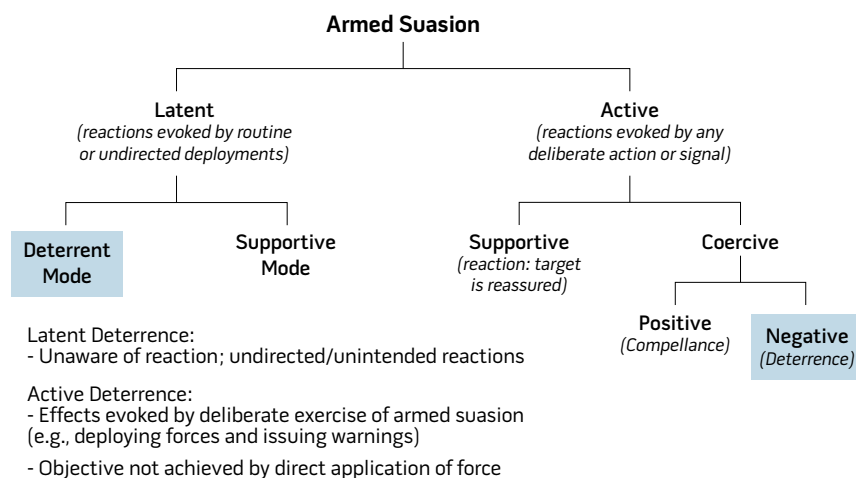 Armed Suasion
Latent
(reactions evoked by routine
or undirected deployments)
Active
(reactions evoked by any
deliberate action or signal)
Deterrent
Mode
Supportive
Mode
Supportive
(reaction: target
is reassured)
Coercive
Positive
(Compellance)
Negative
(Deterrence)
Latent Deterrence:
- Unaware of reaction; undirected/unintended reactions
Active Deterrence:
- Effects evoked by deliberate exercise of armed suasion
(e.g., deploying forces and issuing warnings)
- Objective not achieved by direct application of force